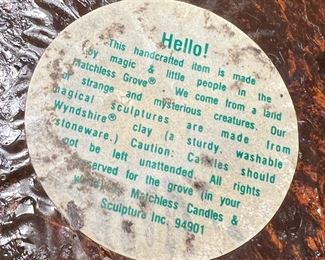 Hello!
This handcrafted item is made
by magic & little people in the
Matchless Grove® We come from a land
of strange and mysterious creatures. Our
magical sculptures are made from
Wyndshire® clay (a sturdy, washable
stoneware.) Caution: Candles should
not be left unattended. All rights
reserved for the grove (in your
Matchless Candles &
Sculpture Inc. 94901